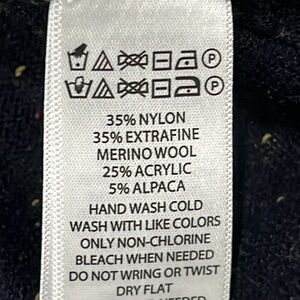 P
P
35% NYLON
35% EXTRAFINE
MERINO WOOL
25% ACRYLIC
5% ALPACA
HAND WASH COLD
WASH WITH LIKE COLORS
ONLY NON-CHLORINE
BLEACH WHEN NEEDED
DO NOT WRING OR TWIST
DRY FLAT